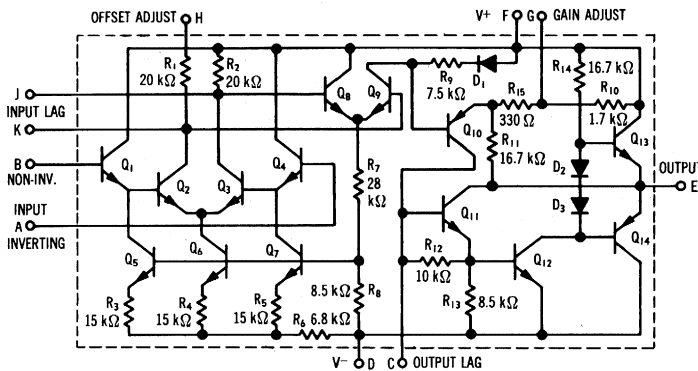 OFFSET ADJUST H
V+ F G GAIN ADJUST
R1
20 kΩ
R2
20 kΩ
R14 16.7 kΩ
D1
R9
7.5 kΩ
R15
330 Ω
R10
1.7 kΩ
J
INPUT LAG
K
Q8
Q9
Q10
R11
16.7 kΩ
Q13
B
NON-INV.
Q1
Q2
Q3
Q4
R7
28
kΩ
D2
OUTPUT
E
INPUT
A
INVERTING
D3
Q11
Q14
Q5
Q6
Q7
R12
10 kΩ
Q12
R3
15 kΩ
R4
15 kΩ
R5
15 kΩ
8.5 kΩ R8
R13 8.5 kΩ
R6 6.8 kΩ
V- D
C OUTPUT LAG